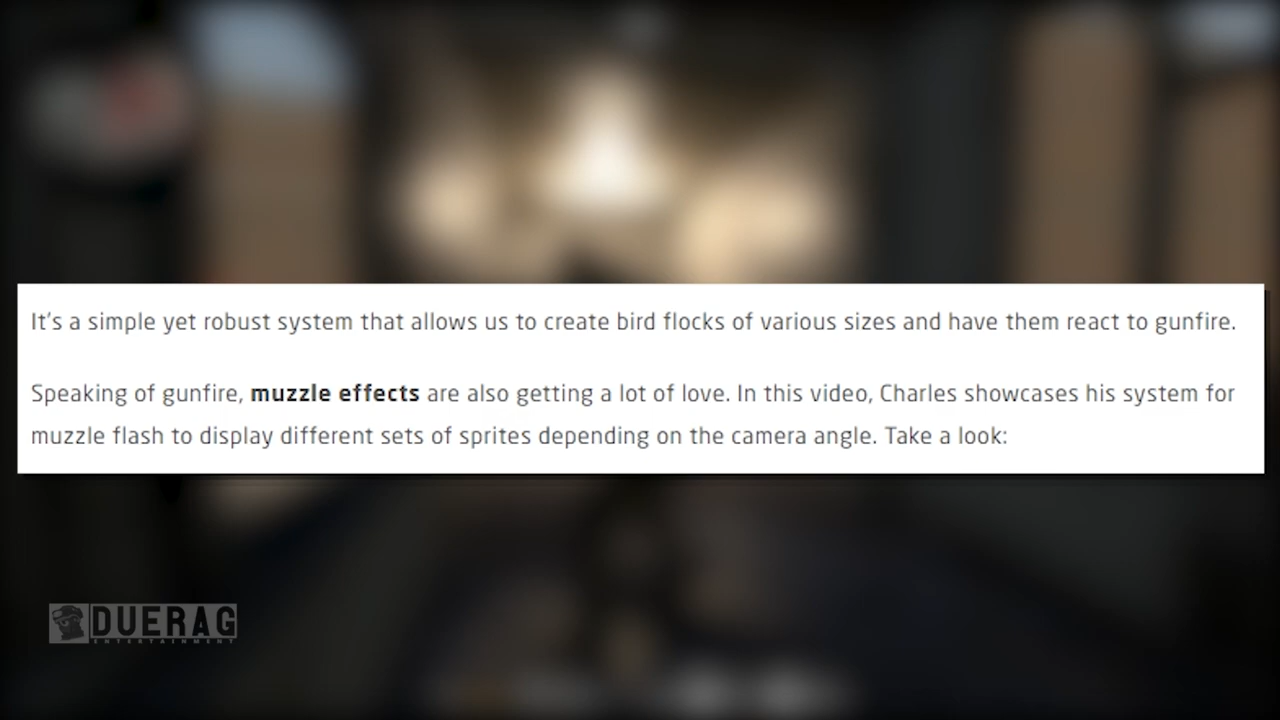 It's a simple yet robust system that allows us to create bird flocks of various sizes and have them react to gunfire.
Speaking of gunfire, muzzle effects are also getting a lot of love. In this video, Charles showcases his system for
muzzle flash to display different sets of sprites depending on the camera angle. Take a look:
DUERAG
ENTERTAINMENT